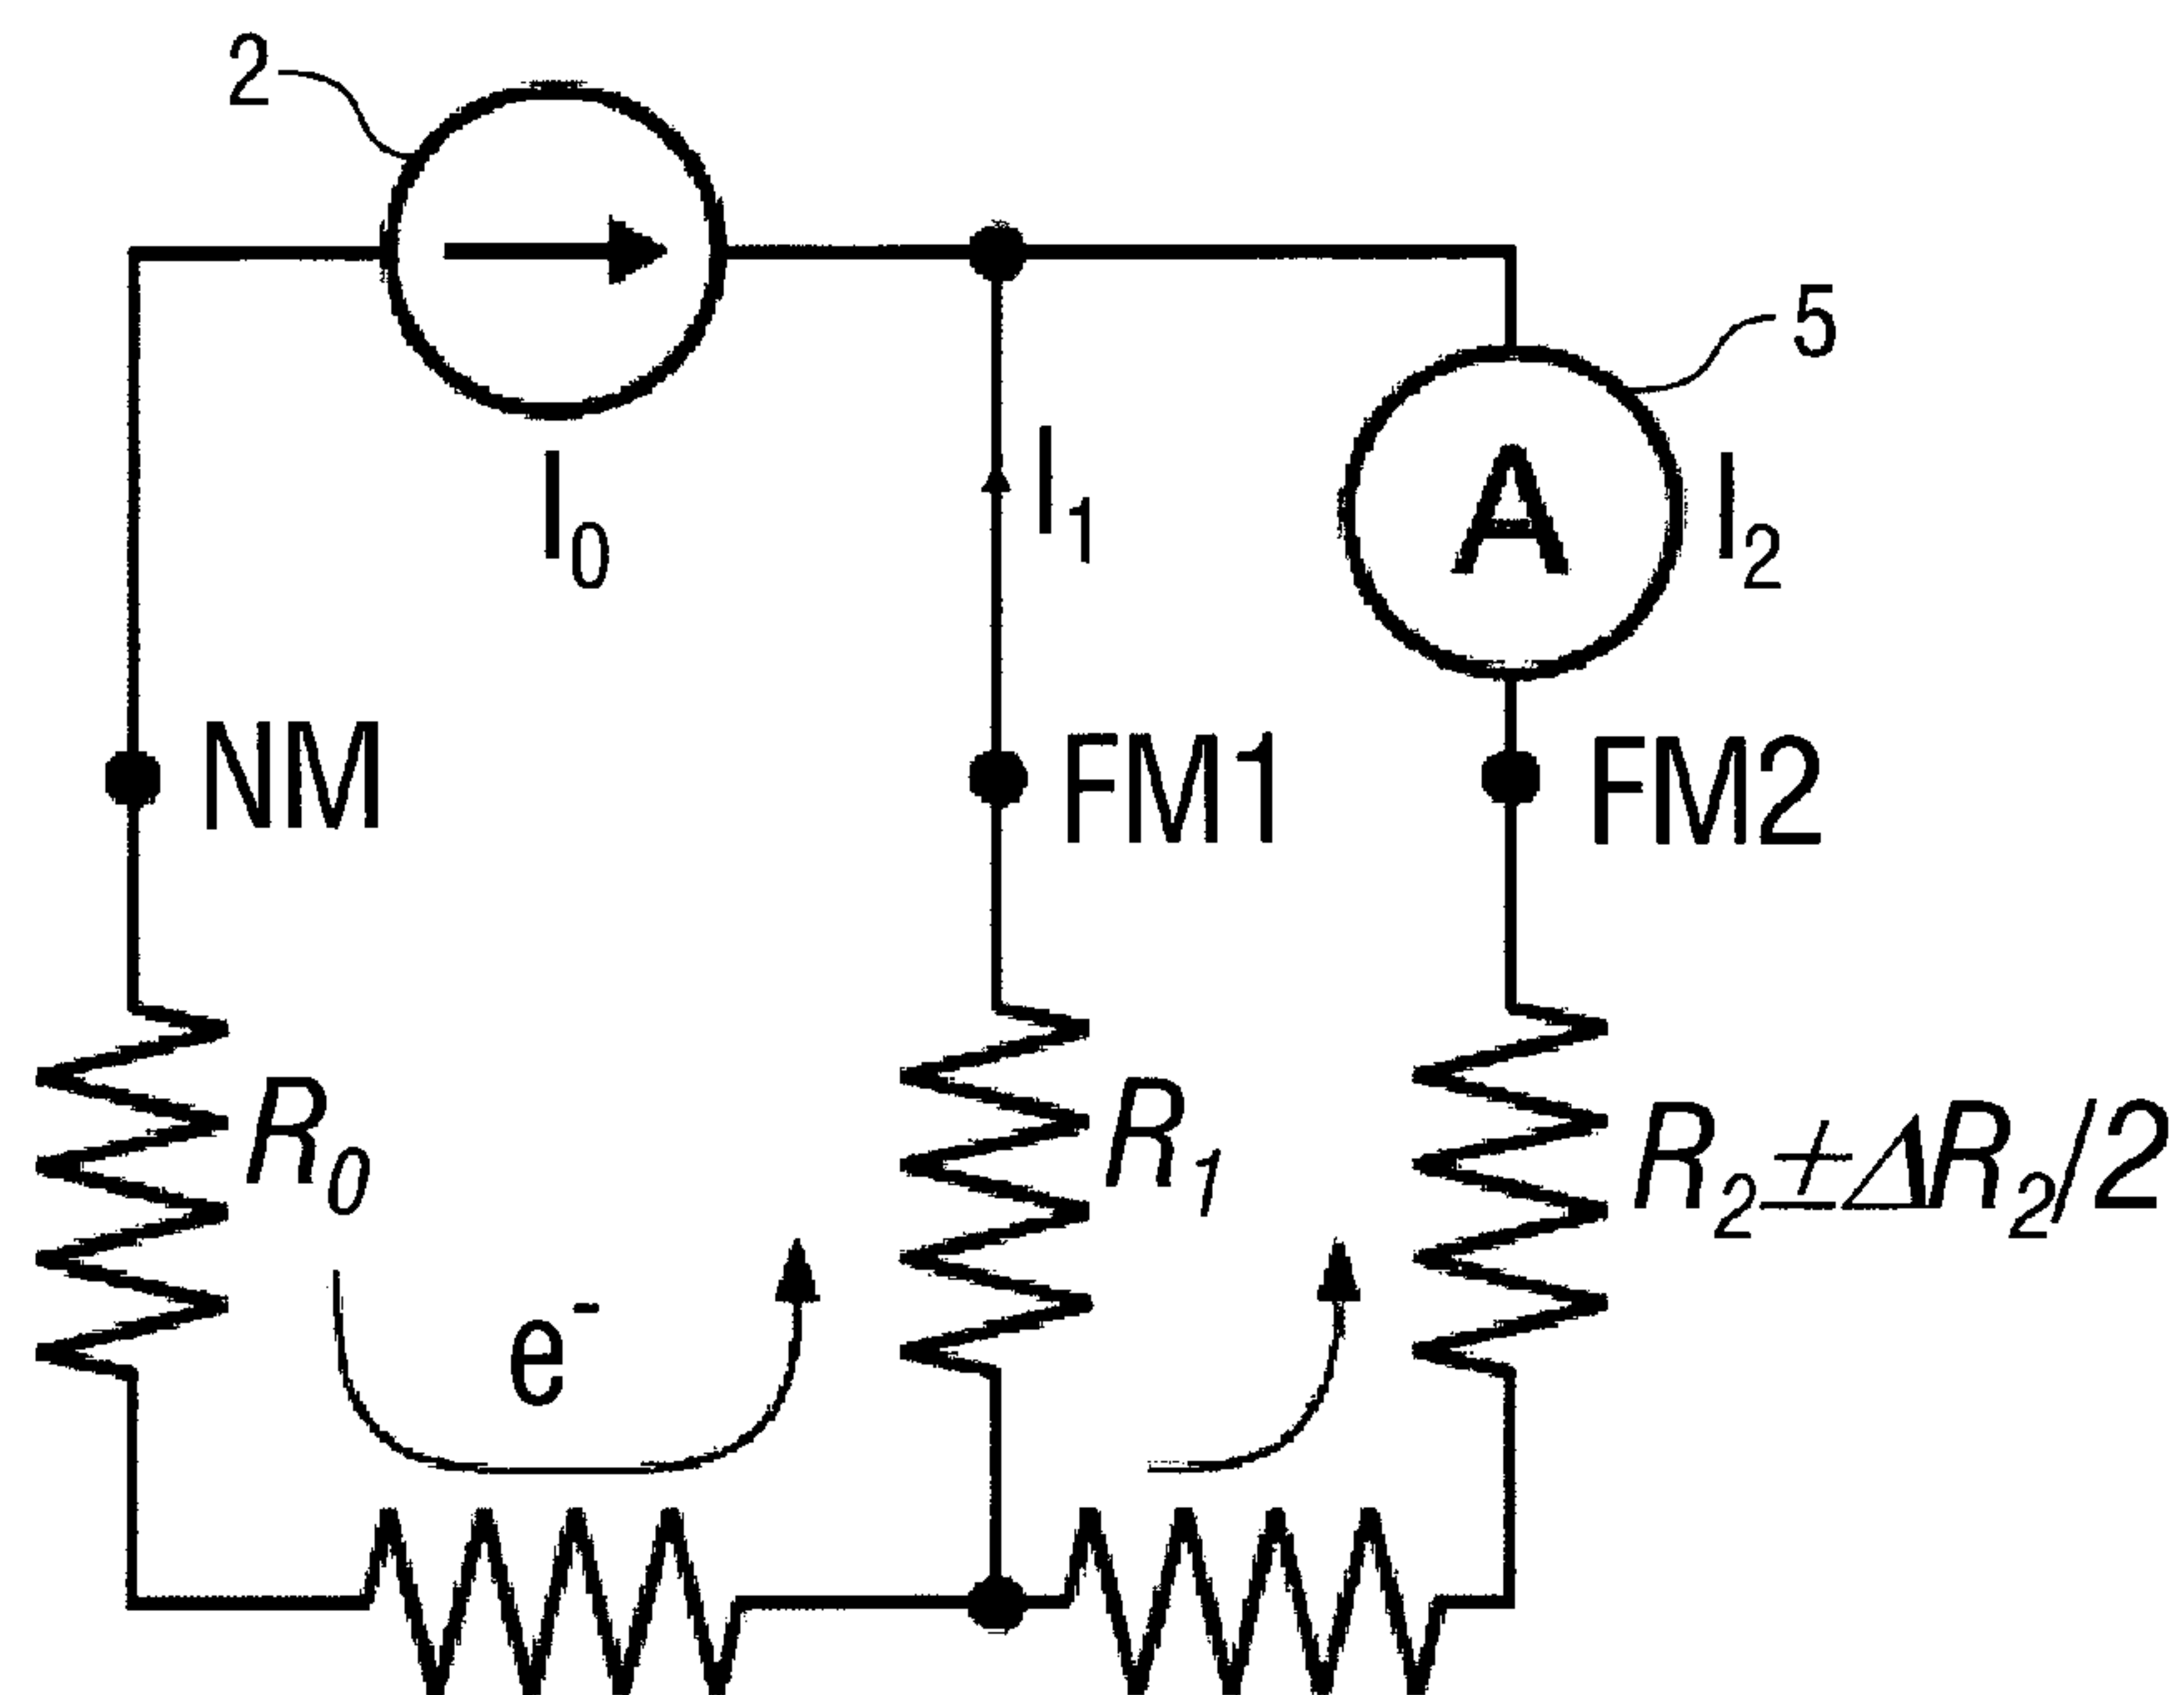 2
5
I₀
I₁
A
I₂
NM
FM1
FM2
R₀
R₁
R₂±ΔR₂/2
e⁻